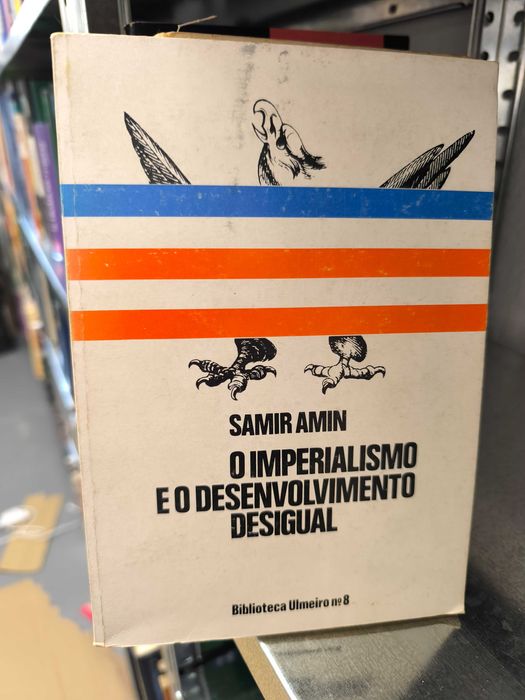 SAMIR AMIN
O IMPERIALISMO
E O DESENVOLVIMENTO
DESIGUAL
Biblioteca Ulmeiro nº 8